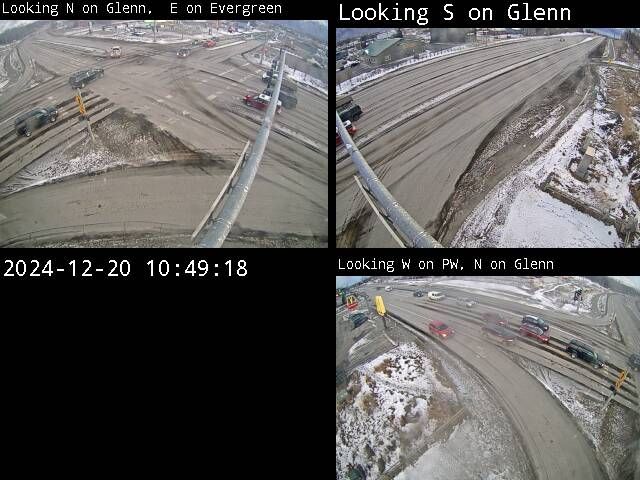 Looking N on Glenn,  E on Evergreen
Looking S on Glenn
2024-12-20 10:49:18
Looking W on PW, N on Glenn